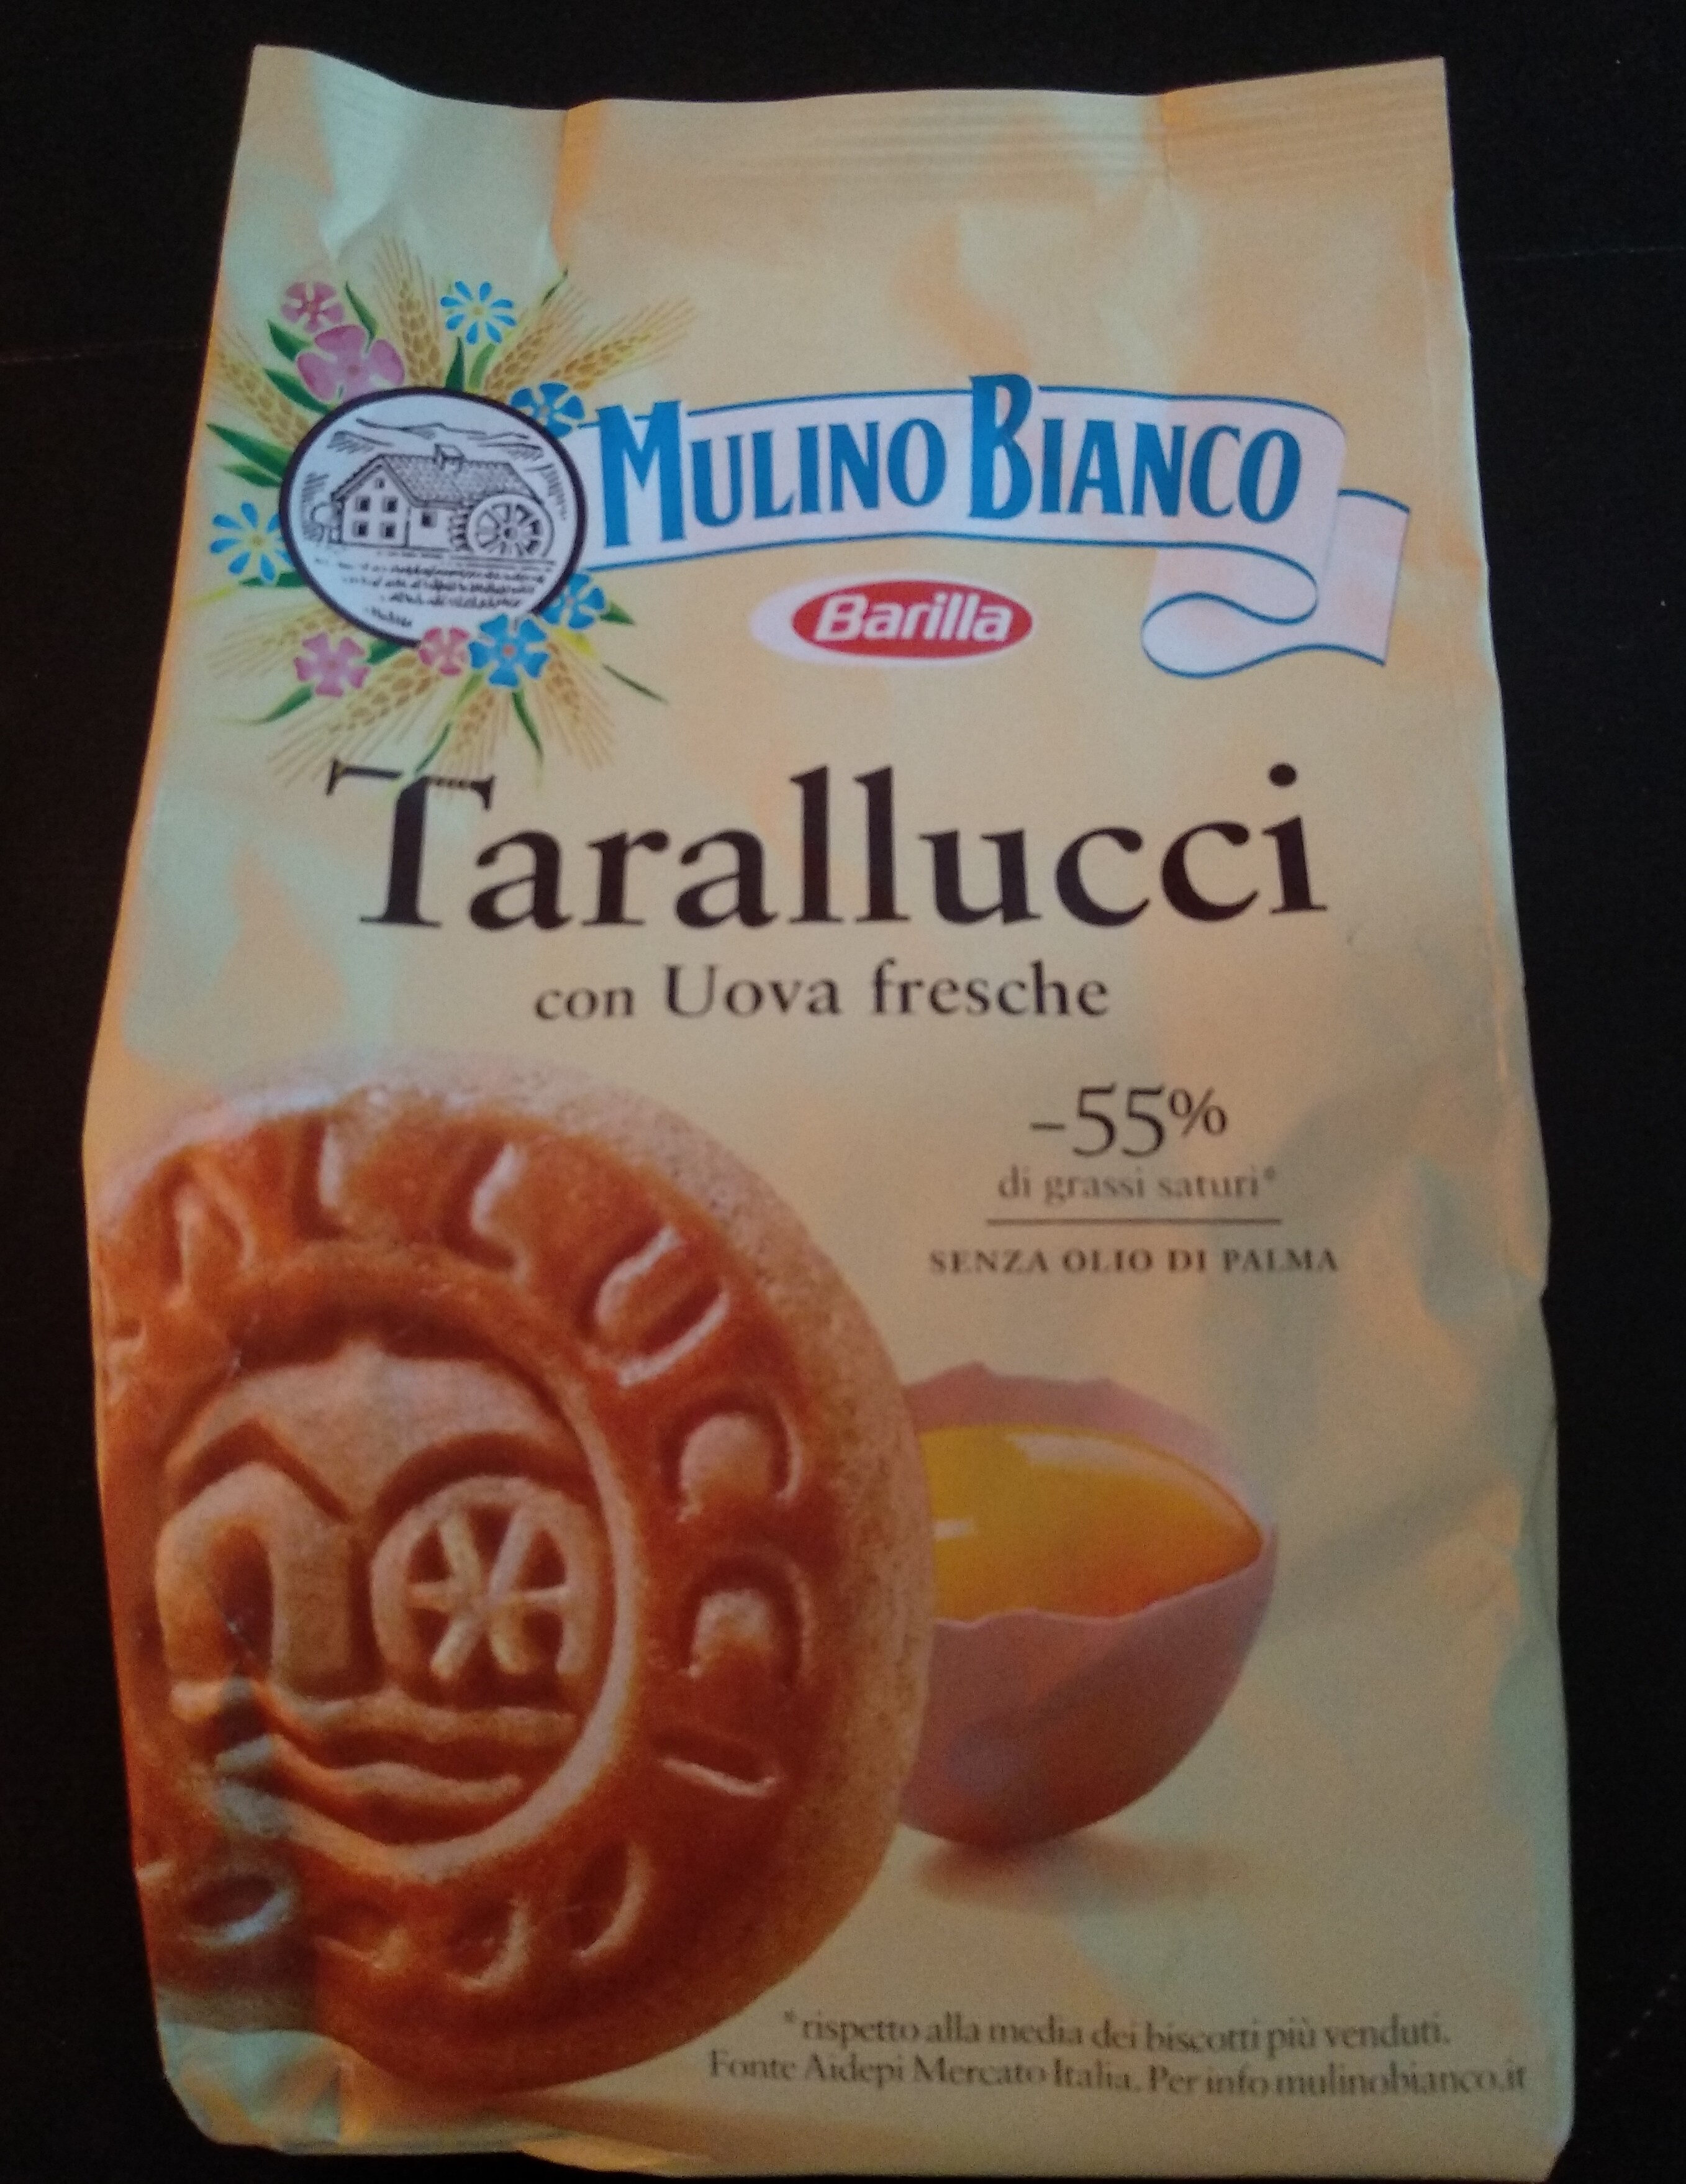 MULINO BIANCO
Barilla
Tarallucci
con Uova fresche
-55%
di grassi saturi*
SENZA OLIO DI PALMA
*rispetto alla media dei biscotti più venduti.
Fonte Aidepi Mercato Italia. Per info mulinobianco.it